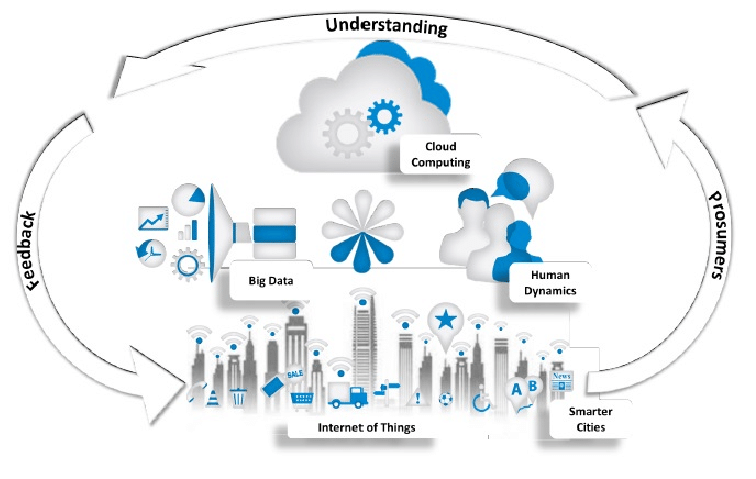 Understanding
Cloud
Computing
Feedback
Prosumers
Big Data
Human
Dynamics
SALE
News
A B
Internet of Things
Smarter
Cities